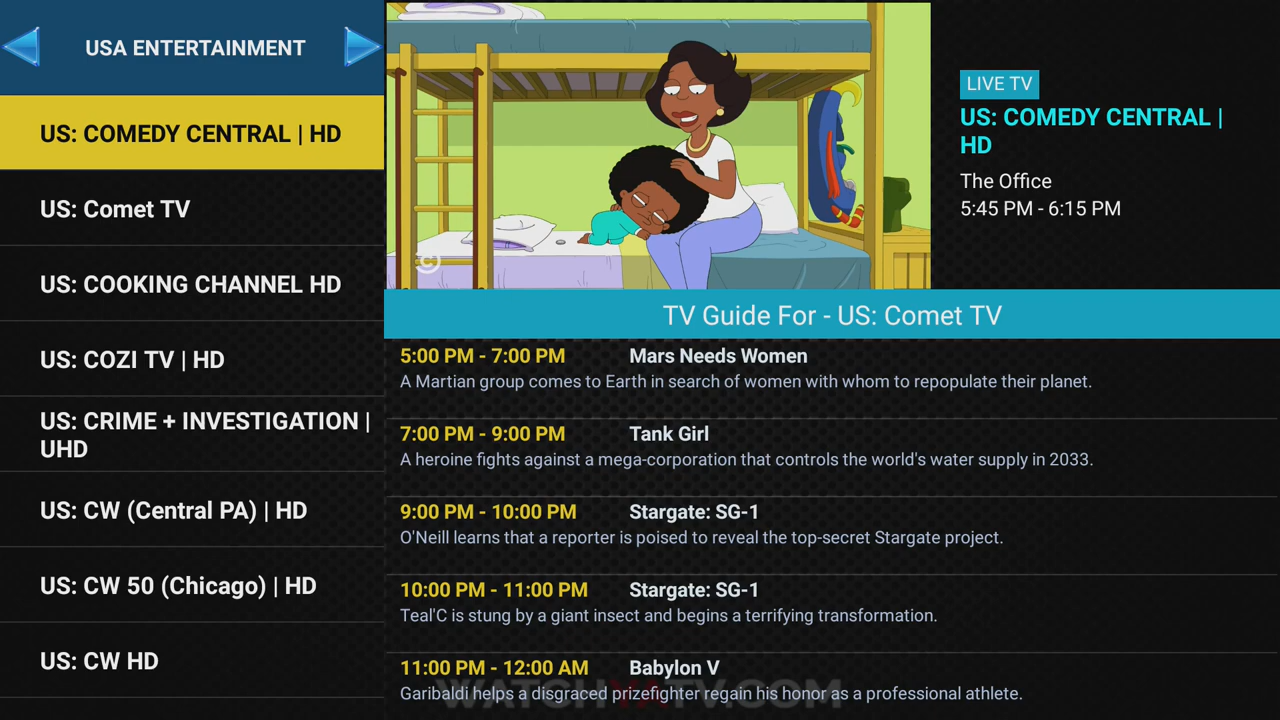 USA ENTERTAINMENT
US: COMEDY CENTRAL | HD
US: Comet TV
US: COOKING CHANNEL HD
US: COZI TV | HD
US: CRIME + INVESTIGATION |
UHD
US: CW (Central PA) | HD
US: CW 50 (Chicago) | HD
US: CW HD
LIVE TV
US: COMEDY CENTRAL |
HD
The Office
5:45 PM - 6:15 PM
TV Guide For - US: Comet TV
5:00 PM - 7:00 PM Mars Needs Women
A Martian group comes to Earth in search of women with whom to repopulate their planet.
7:00 PM - 9:00 PM Tank Girl
A heroine fights against a mega-corporation that controls the world's water supply in 2033.
9:00 PM - 10:00 PM Stargate: SG-1
O'Neill learns that a reporter is poised to reveal the top-secret Stargate project.
10:00 PM - 11:00 PM Stargate: SG-1
Teal'C is stung by a giant insect and begins a terrifying transformation.
11:00 PM - 12:00 AM Babylon V
Garibaldi helps a disgraced prizefighter regain his honor as a professional athlete.
WATCHYATV.COM